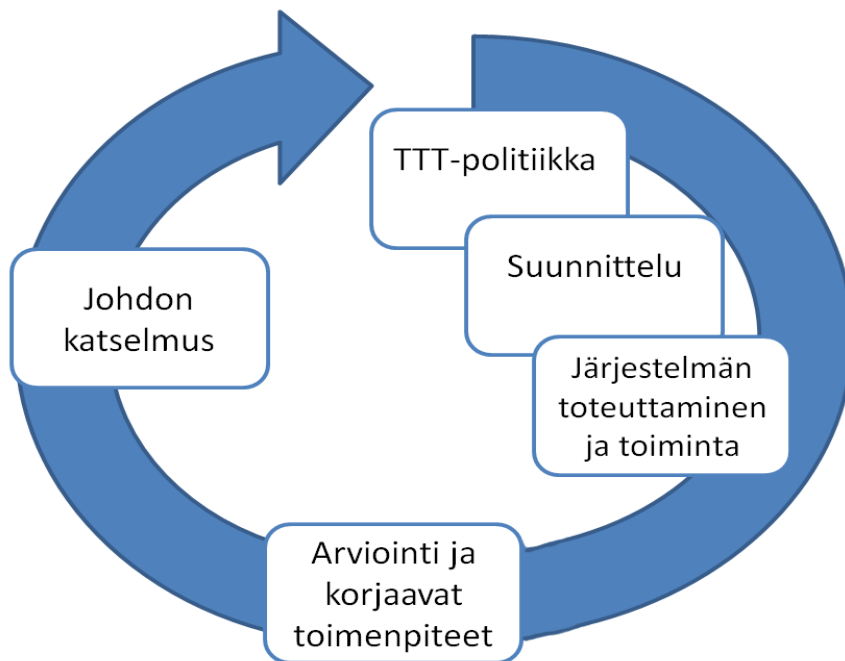 TTT-politiikka
Suunnittelu
Järjestelmän
toteuttaminen
ja toiminta
Arviointi ja
korjaavat
toimenpiteet
Johdon
katselmus